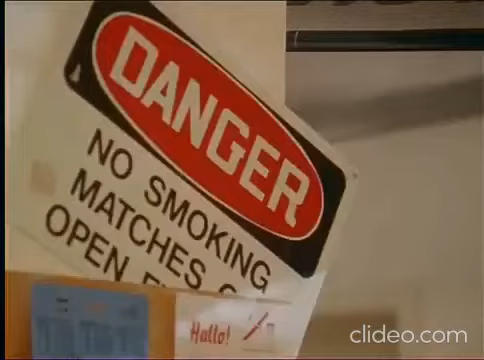 DANGER
NO SMOKING
MATCHES
OPEN
Hallo!
clideo.com